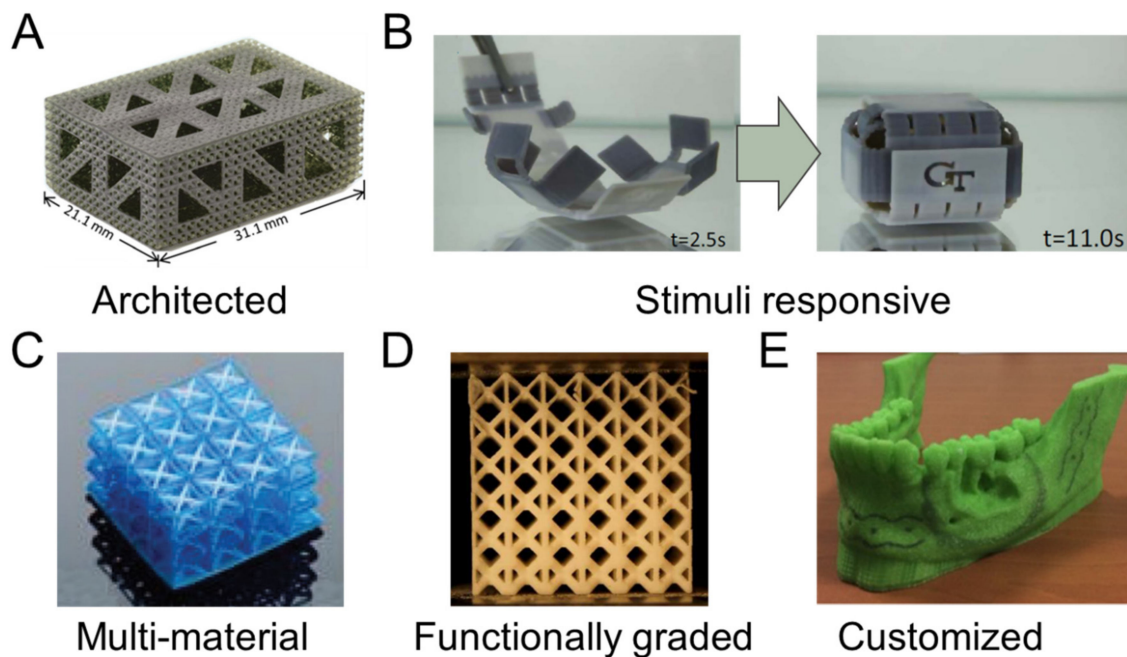 A
21.1 mm
31.1 mm
Architected
B
t=2.5s
GT
t=11.0s
Stimuli responsive
C
Multi-material
D
Functionally graded
E
Customized